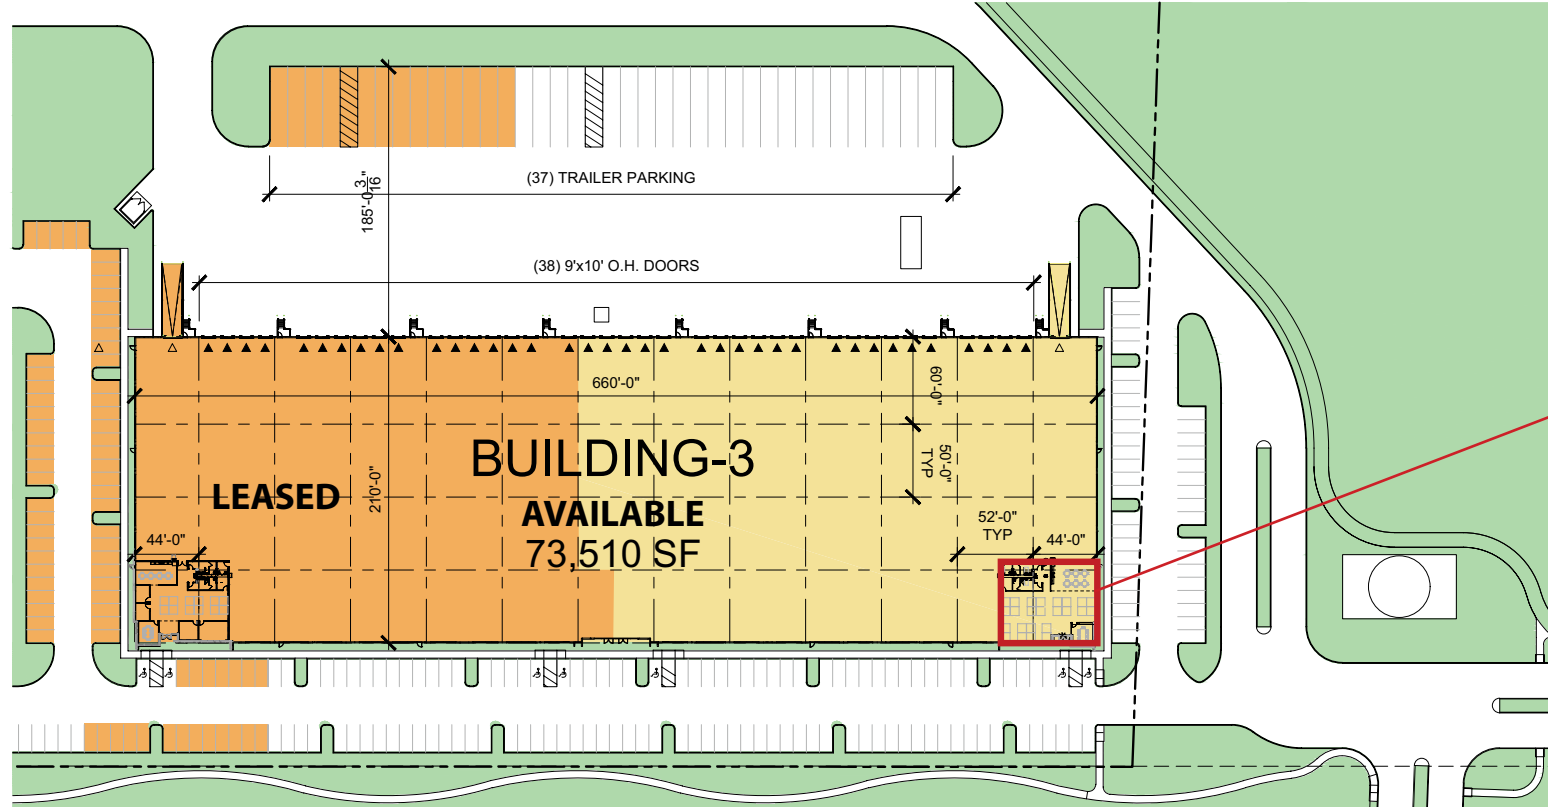 (37) TRAILER PARKING
185'-0 3/16"
(38) 9'x10' O.H. DOORS
660'-0"
60'-0"
BUILDING-3
50'-0"
TYP
LEASED
210'-0"
AVAILABLE
73,510 SF
52'-0"
TYP
44'-0"
44'-0"